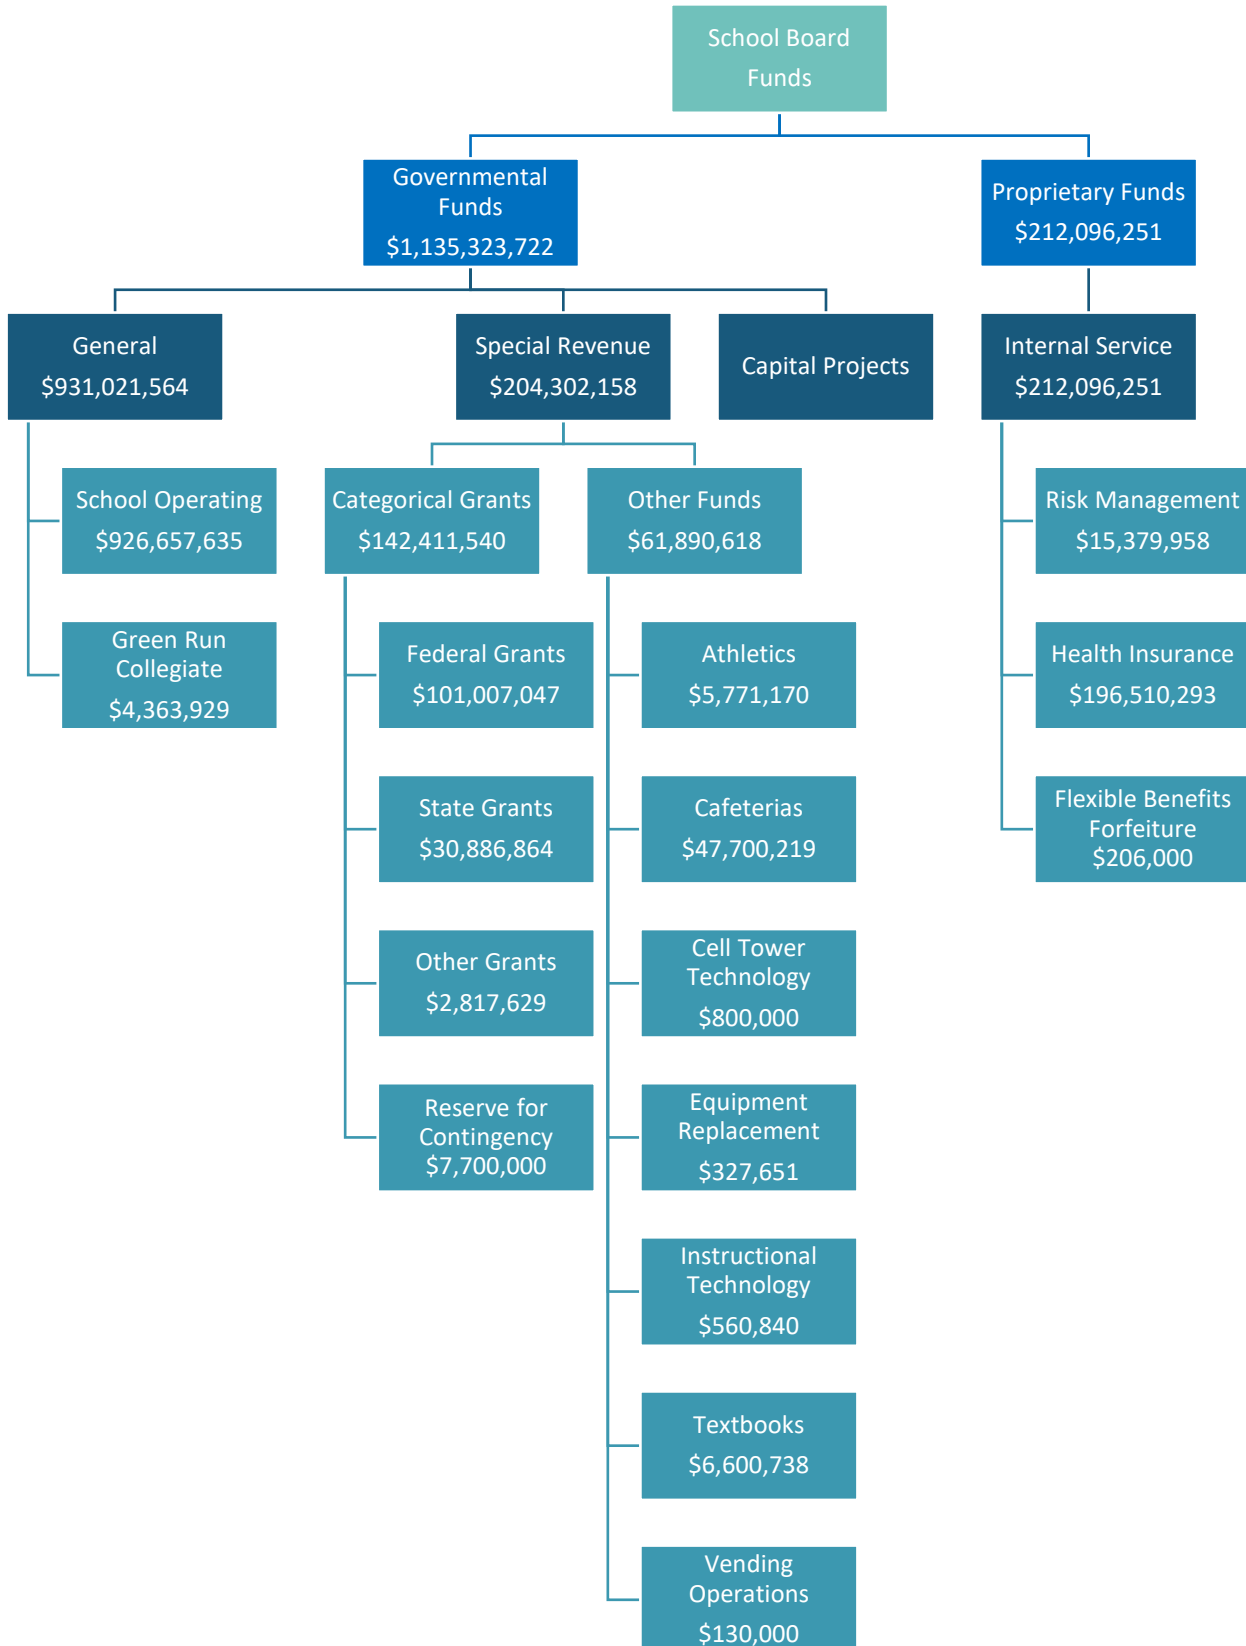 School Board
Funds
Governmental
Funds
$1,135,323,722
Proprietary Funds
$212,096,251
General
$931,021,564
Special Revenue
$204,302,158
Capital Projects
Internal Service
$212,096,251
School Operating
$926,657,635
Categorical Grants
$142,411,540
Other Funds
$61,890,618
Risk Management
$15,379,958
Green Run
Collegiate
$4,363,929
Federal Grants
$101,007,047
Athletics
$5,771,170
Health Insurance
$196,510,293
State Grants
$30,886,864
Cafeterias
$47,700,219
Flexible Benefits
Forfeiture
$206,000
Other Grants
$2,817,629
Cell Tower
Technology
$800,000
Reserve for
Contingency
$7,700,000
Equipment
Replacement
$327,651
Instructional
Technology
$560,840
Textbooks
$6,600,738
Vending
Operations
$130,000